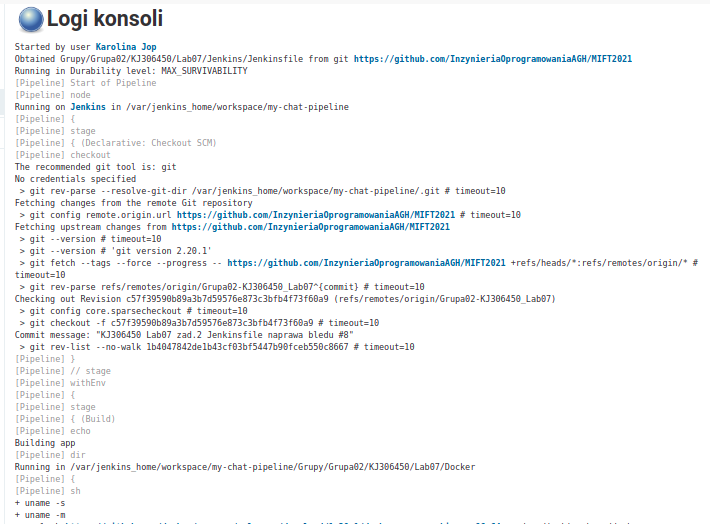 Logi konsoli
Started by user Karolina Jop
Obtained Grupy/Grupa02/KJ306450/Lab07/Jenkins/Jenkinsfile from git https://github.com/InzynieriaOprogramowaniaAGH/MIFT2021
Running in Durability level: MAX_SURVIVABILITY
[Pipeline] Start of Pipeline
[Pipeline] node
Running on Jenkins in /var/jenkins_home/workspace/my-chat-pipeline
[Pipeline] {
[Pipeline] stage
[Pipeline] { (Declarative: Checkout SCM)
[Pipeline] checkout
The recommended git tool is: git
No credentials specified
> git rev-parse --resolve-git-dir /var/jenkins_home/workspace/my-chat-pipeline/.git # timeout=10
Fetching changes from the remote Git repository
> git config remote.origin.url https://github.com/InzynieriaOprogramowaniaAGH/MIFT2021 # timeout=10
Fetching upstream changes from https://github.com/InzynieriaOprogramowaniaAGH/MIFT2021
> git --version # timeout=10
> git --version # 'git version 2.20.1'
> git fetch --tags --force --progress -- https://github.com/InzynieriaOprogramowaniaAGH/MIFT2021 +refs/heads/*:refs/remotes/origin/* #
timeout=10
> git rev-parse refs/remotes/origin/Grupa02-KJ306450_Lab07^{commit} # timeout=10
Checking out Revision c57f39590b89a3b7d59576e873c3bfb4f73f60a9 (refs/remotes/origin/Grupa02-KJ306450_Lab07)
> git config core.sparsecheckout # timeout=10
> git checkout -f c57f39590b89a3b7d59576e873c3bfb4f73f60a9 # timeout=10
Commit message: "KJ306450 Lab07 zad.2 Jenkinsfile naprawa bledu #8"
> git rev-list --no-walk 1b4047842de1b43cf03bf5447b90fceb550c8667 # timeout=10
[Pipeline] }
[Pipeline] // stage
[Pipeline] withEnv
[Pipeline] {
[Pipeline] stage
[Pipeline] { (Build)
[Pipeline] echo
Building app
[Pipeline] dir
Running in /var/jenkins_home/workspace/my-chat-pipeline/Grupy/Grupa02/KJ306450/Lab07/Docker
[Pipeline] {
[Pipeline] sh
+ uname -s
+ uname -m